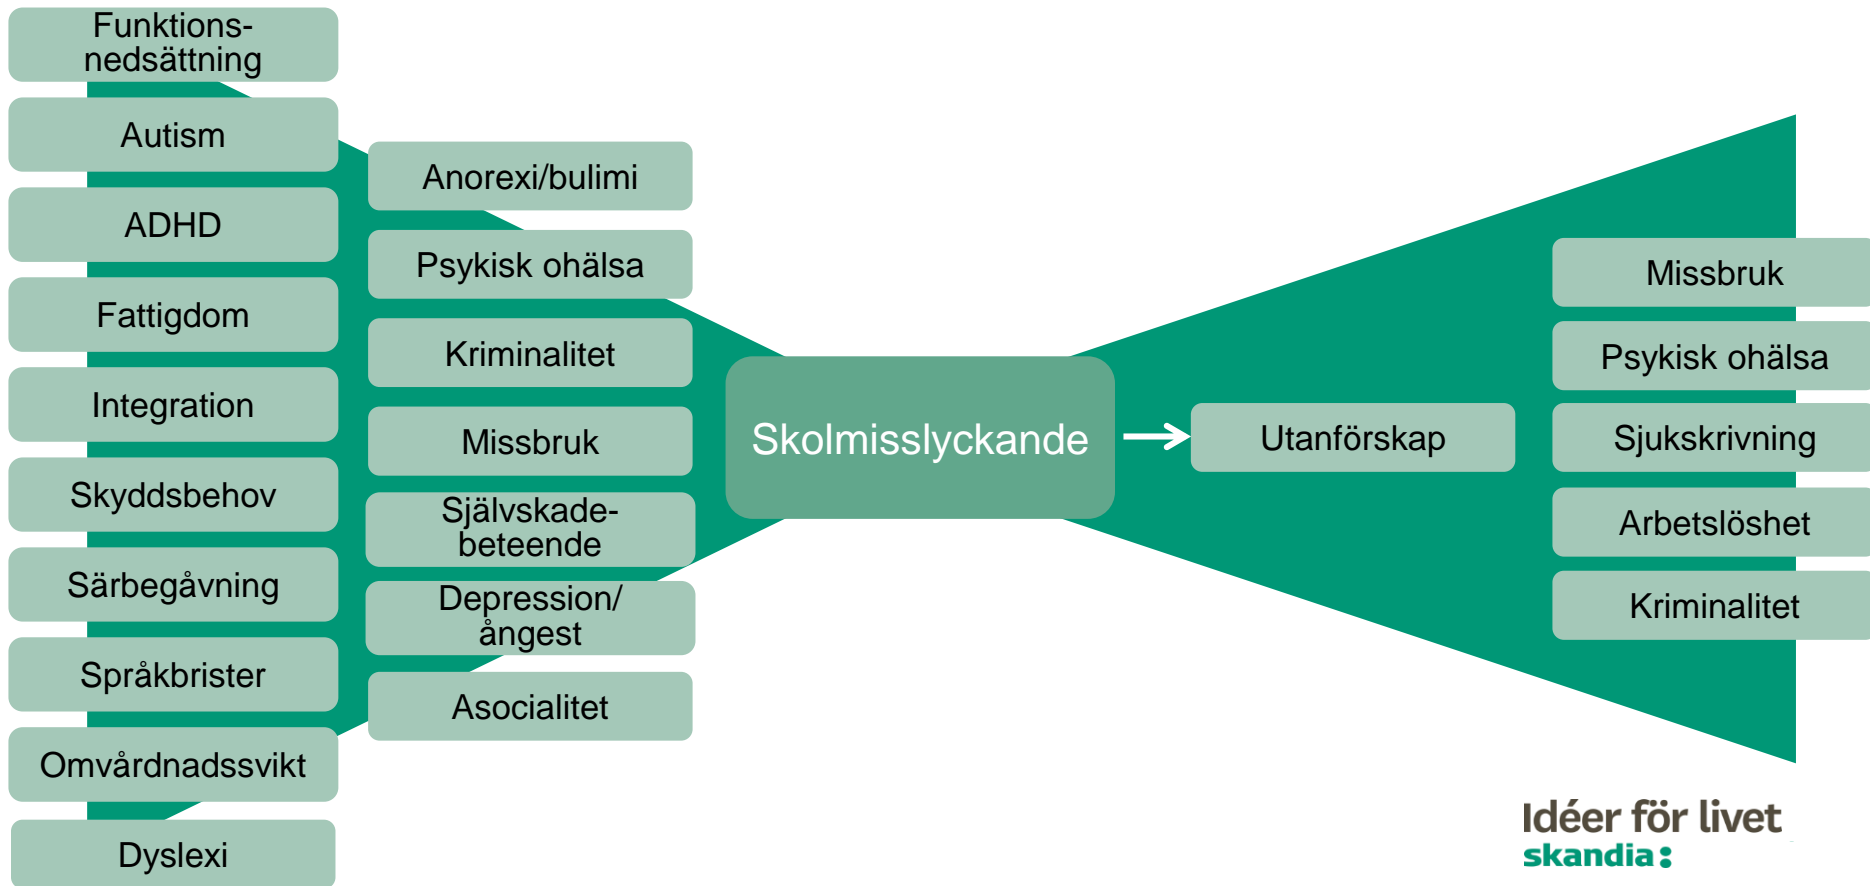 Funktions-
nedsättning
Autism
ADHD
Fattigdom
Integration
Skyddsbehov
Särbegåvning
Språkbrister
Omvårdnadssvikt
Dyslexi
Anorexi/bulimi
Psykisk ohälsa
Kriminalitet
Missbruk
Självskade-
beteende
Depression/
ångest
Asocialitet
Skolmisslyckande
Utanförskap
Missbruk
Psykisk ohälsa
Sjukskrivning
Arbetslöshet
Kriminalitet
Idéer för livet
skandia: